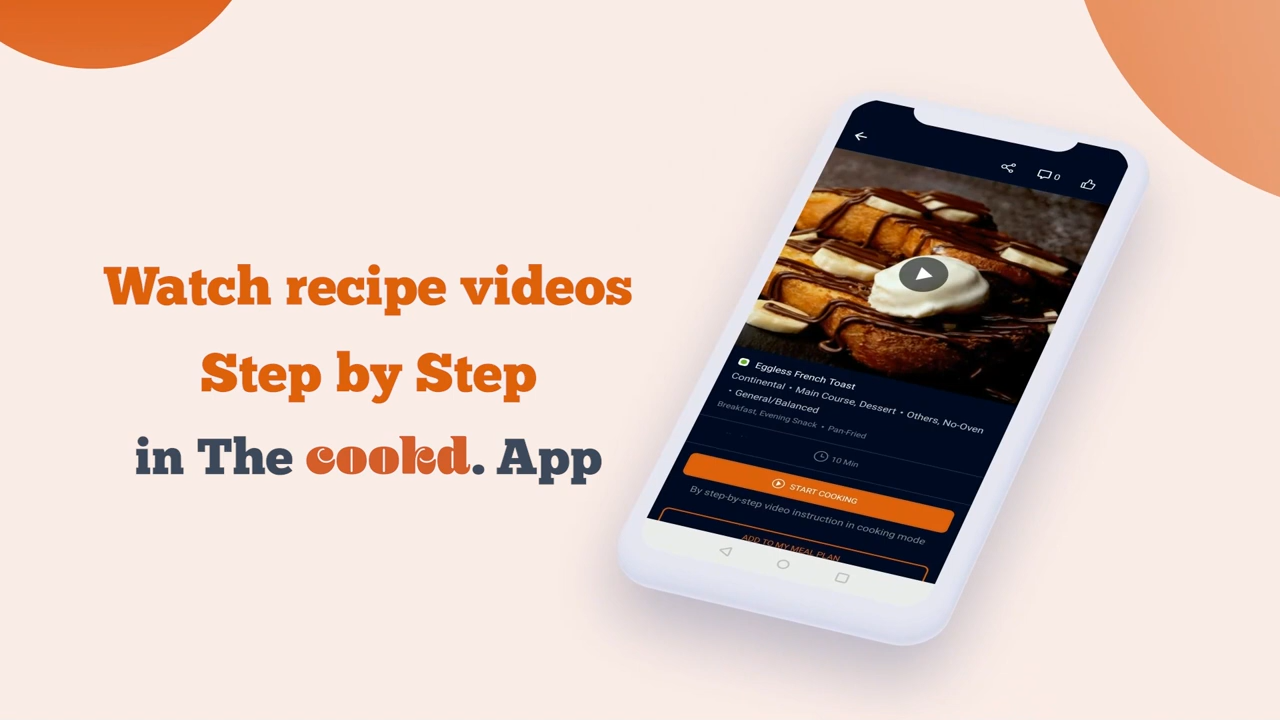 Watch recipe videos
Step by Step
in The cookd. App
0
Eggless French Toast
Continental • Main Course, Dessert • Others, No-Oven
• General/Balanced
Breakfast, Evening Snack • Pan-Fried
10 Min
START COOKING
By step-by-step video instruction in cooking mode
ADD TO MY MEAL PLAN